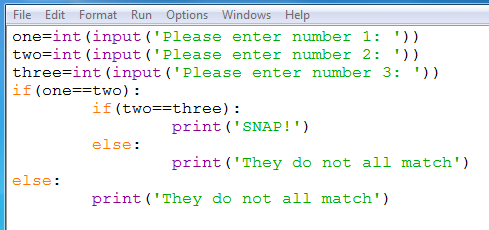 File Edit Format Run Options Windows Help
one=int(input('Please enter number 1: '))
two=int(input('Please enter number 2: '))
three=int(input('Please enter number 3: '))
if(one==two):
        if(two==three):
                print('SNAP!')
        else:
                print('They do not all match')
else:
        print('They do not all match')